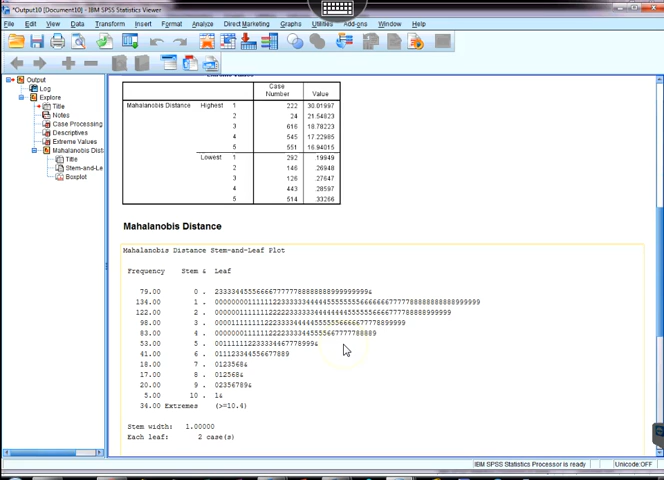 *Output10 [Document10] - IBM SPSS Statistics Viewer
File Edit View Data Transform Insert Format Analyze Direct Marketing Graphs Utilities Add-ons Window Help
Output
Log
Explore
Title
Notes
Case Processing
Descriptives
Extreme Values
Mahalanobis Dist
Title
Stem-and-Le
Boxplot
Case Number Value
Mahalanobis Distance Highest 1 222 30.01997
2 24 21.54823
3 616 18.78223
4 445 17.22985
5 551 16.94015
Lowest 1 292 .19949
2 146 .26948
3 126 .27647
4 443 .28597
5 514 .33266
Mahalanobis Distance
Mahalanobis Distance Stem-and-Leaf Plot
Frequency Stem & Leaf
79.00 0 .
134.00 1 .
122.00 2 .
98.00 3 .
83.00 4 .
53.00 5 . 001111112233334467778999&
41.00 6 . 01112334455667889
18.00 7 . 0123568&
17.00 8 . 012568&
20.00 9 . 02356789&
5.00 10 . 1&
34.00 Extremes (>=10.4)
Stem width: 1.00000
Each leaf: 2 case(s)
IBM SPSS Statistics Processor is ready Unicode:OFF